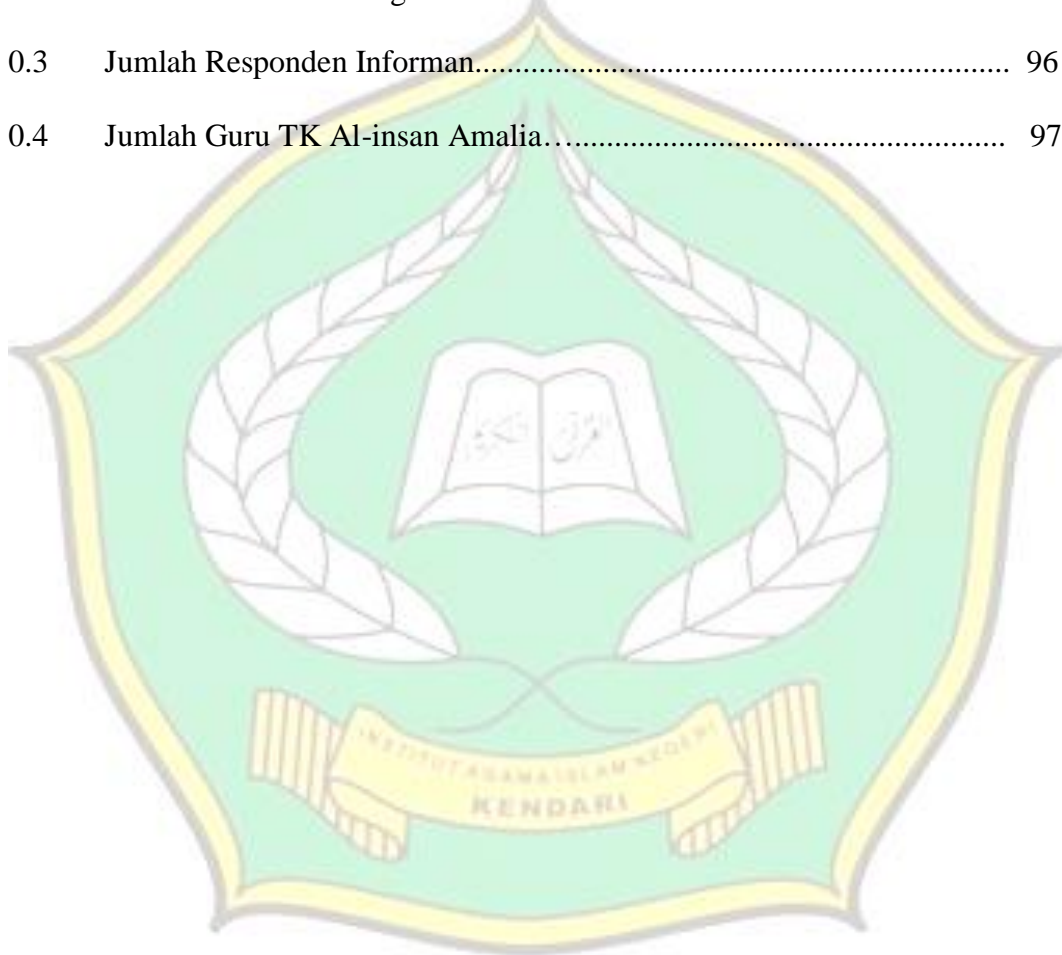 0.3 Jumlah Responden Informan........................................................................ 96
0.4 Jumlah Guru TK Al-insan Amalia….......................................................... 97
INSTITUT AGAMA ISLAM NEGERI
KENDARI